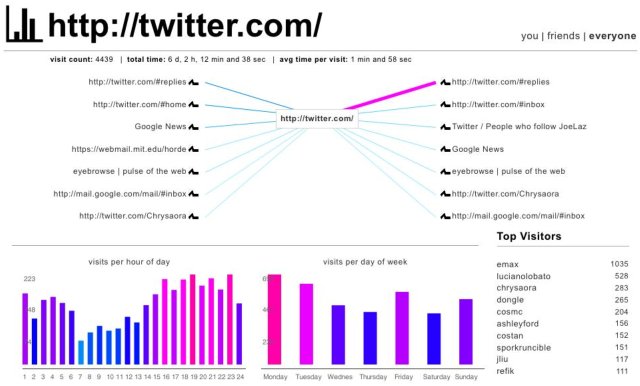 http://twitter.com/
you | friends | everyone
visit count: 4439 | total time: 6 d, 2 h, 12 min and 38 sec | avg time per visit: 1 min and 58 sec
http://twitter.com/#replies
http://twitter.com/#home
Google News
https://webmail.mit.edu/horde
eyebrowse | pulse of the web
http://mail.google.com/mail/#inbox
http://twitter.com/Chrysaora
http://twitter.com/
http://twitter.com/#replies
http://twitter.com/#inbox
Twitter / People who follow JoeLaz
Google News
eyebrowse | pulse of the web
http://twitter.com/Chrysaora
http://mail.google.com/mail/#inbox
visits per hour of day
223
1 2 3 4 5 6 7 8 9 10 11 12 13 14 15 16 17 18 19 20 21 22 23 24
visits per day of week
Monday Tuesday Wednes Thursday Friday Saturday Sunday
Top Visitors
emax 1035
lucianolobato 528
chrysaora 283
dongle 265
cosmc 204
ashleyford 156
costan 152
sporkruncible 151
jliu 117
refik 111